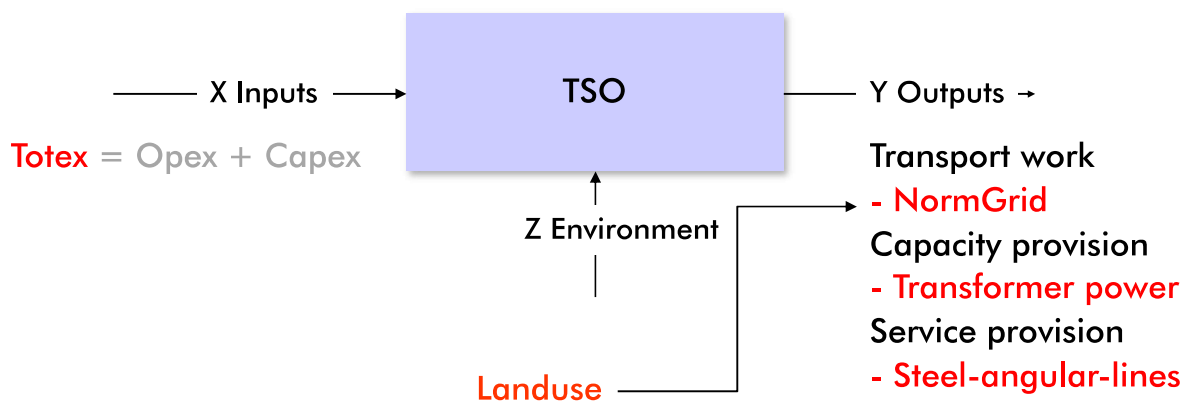 X Inputs
TSO
Y Outputs
Totex = Opex + Capex
Z Environment
Landuse
Transport work
- NormGrid
Capacity provision
- Transformer power
Service provision
- Steel-angular-lines